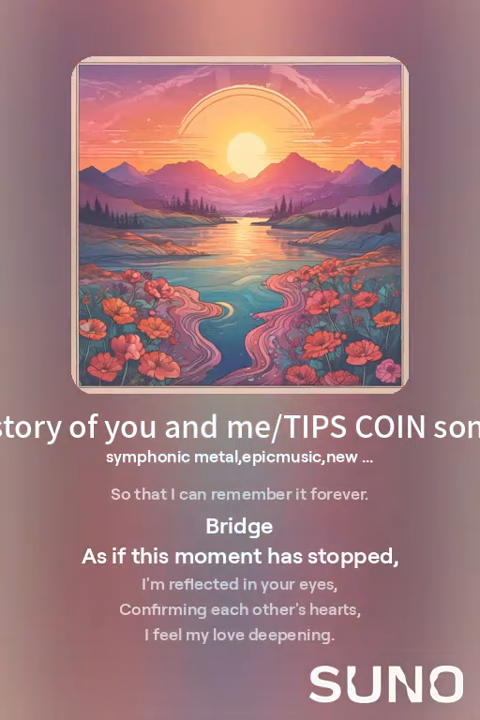 story of you and me/TIPS COIN son
symphonic metal,epicmusic,new ...
So that I can remember it forever.
Bridge
As if this moment has stopped,
I'm reflected in your eyes,
Confirming each other's hearts,
I feel my love deepening.
SUNO